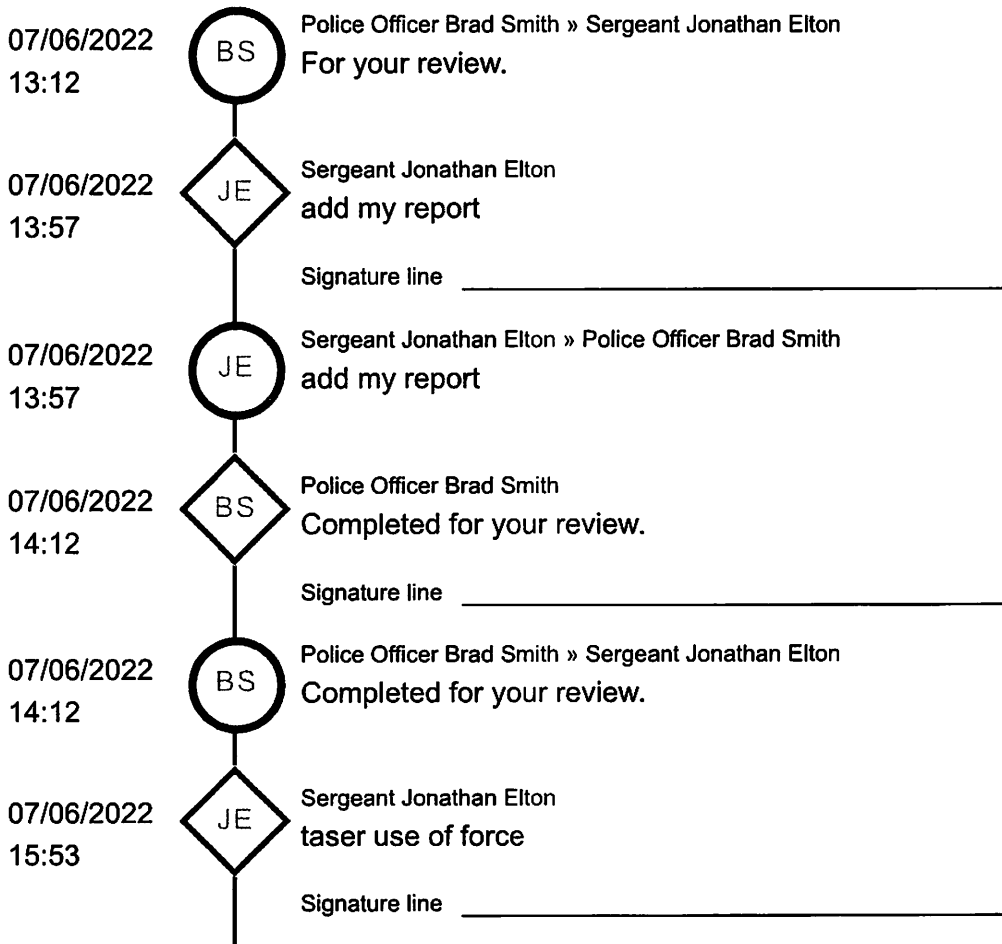 07/06/2022
13:12
BS
Police Officer Brad Smith » Sergeant Jonathan Elton
For your review.
07/06/2022
13:57
JE
Sergeant Jonathan Elton
add my report
Signature line
07/06/2022
13:57
JE
Sergeant Jonathan Elton » Police Officer Brad Smith
add my report
07/06/2022
14:12
BS
Police Officer Brad Smith
Completed for your review.
Signature line
07/06/2022
14:12
BS
Police Officer Brad Smith » Sergeant Jonathan Elton
Completed for your review.
07/06/2022
15:53
JE
Sergeant Jonathan Elton
taser use of force
Signature line